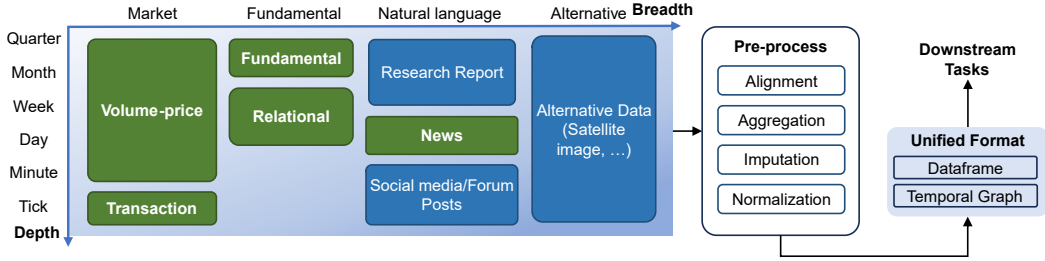 Market
Fundamental
Natural language
Alternative
Breadth
Quarter
Month
Week
Day
Minute
Tick
Depth
Volume-price
Transaction
Fundamental
Relational
Research Report
News
Social media/Forum
Posts
Alternative Data
(Satellite
image, ...)
Pre-process
Alignment
Aggregation
Imputation
Normalization
Downstream
Tasks
Unified Format
Dataframe
Temporal Graph